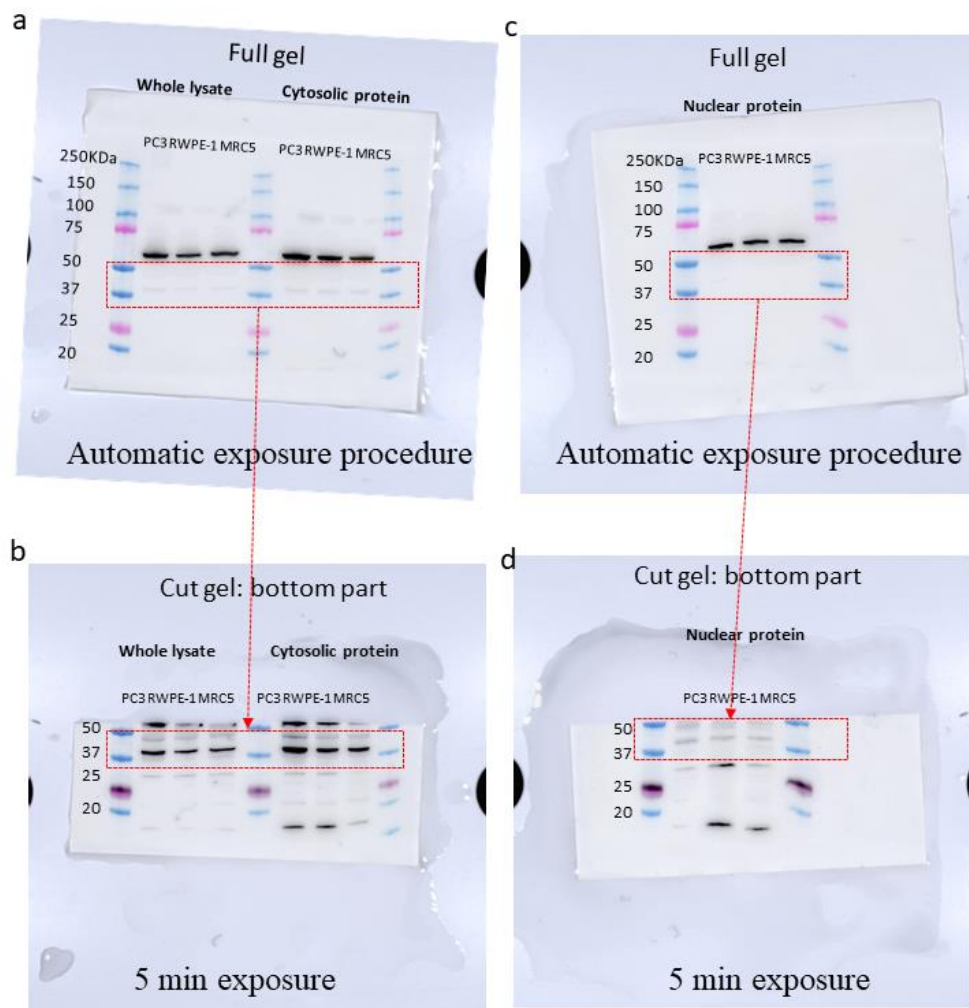 a
Full gel
Whole lysate Cytosolic protein
PC3 RWPE-1 MRC5 PC3 RWPE-1 MRC5
250KDa
150
100
75
50
37
25
20
Automatic exposure procedure
c
Full gel
Nuclear protein
250KDa PC3 RWPE-1 MRC5
150
100
75
50
37
25
20
Automatic exposure procedure
b
Cut gel: bottom part
Whole lysate Cytosolic protein
PC3 RWPE-1 MRC5 PC3 RWPE-1 MRC5
50
37
25
20
5 min exposure
d
Cut gel: bottom part
Nuclear protein
PC3 RWPE-1 MRC5
50
37
25
20
5 min exposure